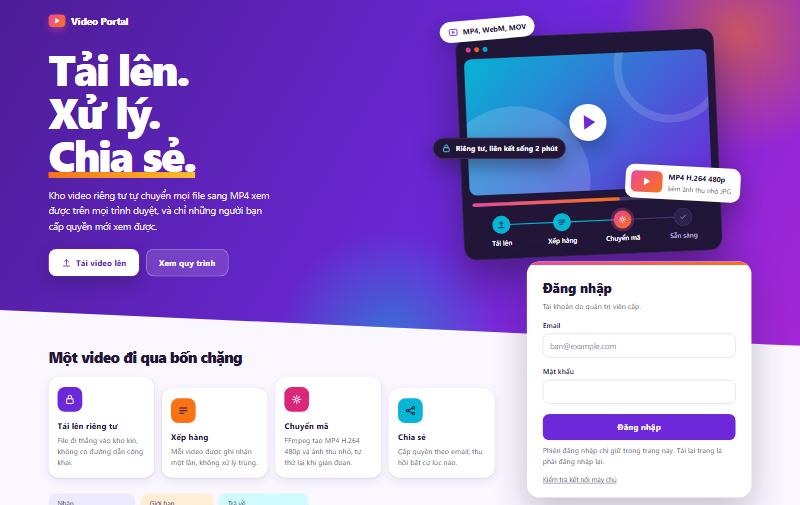 Video Portal
Tải lên.
Xử lý.
Chia sẻ.
Kho video riêng tư tự chuyển mọi file sang MP4 xem
được trên mọi trình duyệt, và chỉ những người bạn
cấp quyền mới xem được.
Tải video lên
Xem quy trình
MP4, WebM, MOV
Riêng tư, liên kết sống 2 phút
MP4 H.264 480p
kèm ảnh thu nhỏ JPG
Tải lên
Xếp hàng
Chuyển mã
Sẵn sàng
Đăng nhập
Tài khoản do quản trị viên cấp.
Email
ban@example.com
Mật khẩu
Đăng nhập
Phiên đăng nhập chỉ giữ trong trang này. Tải lại trang là
phải đăng nhập lại.
Kiểm tra kết nối máy chủ
Một video đi qua bốn chặng
Tải lên riêng tư
File đi thẳng vào kho kín,
không có đường dẫn công
khai.
Xếp hàng
Mỗi video được ghi nhận
một lần, không xử lý trùng.
Chuyển mã
FFmpeg tạo MP4 H.264
480p và ảnh thu nhỏ, tự
thử lại khi gián đoạn.
Chia sẻ
Cấp quyền theo email; thu
hồi bất cứ lúc nào.
Nhận
Giới hạn
Trả về